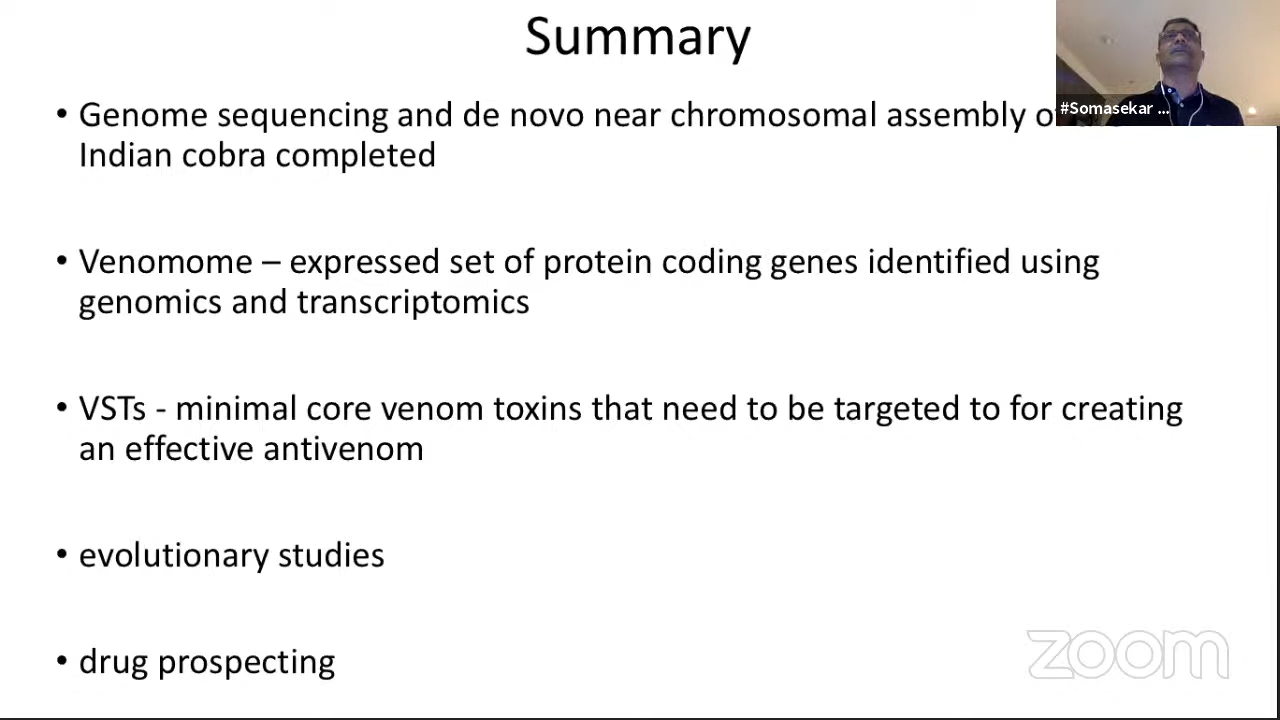 Summary
#Somasekar ...
• Genome sequencing and de novo near chromosomal assembly
Indian cobra completed
• Venomome – expressed set of protein coding genes identified using
genomics and transcriptomics
• VSTs - minimal core venom toxins that need to be targeted to for creating
an effective antivenom
• evolutionary studies
• drug prospecting
zoom